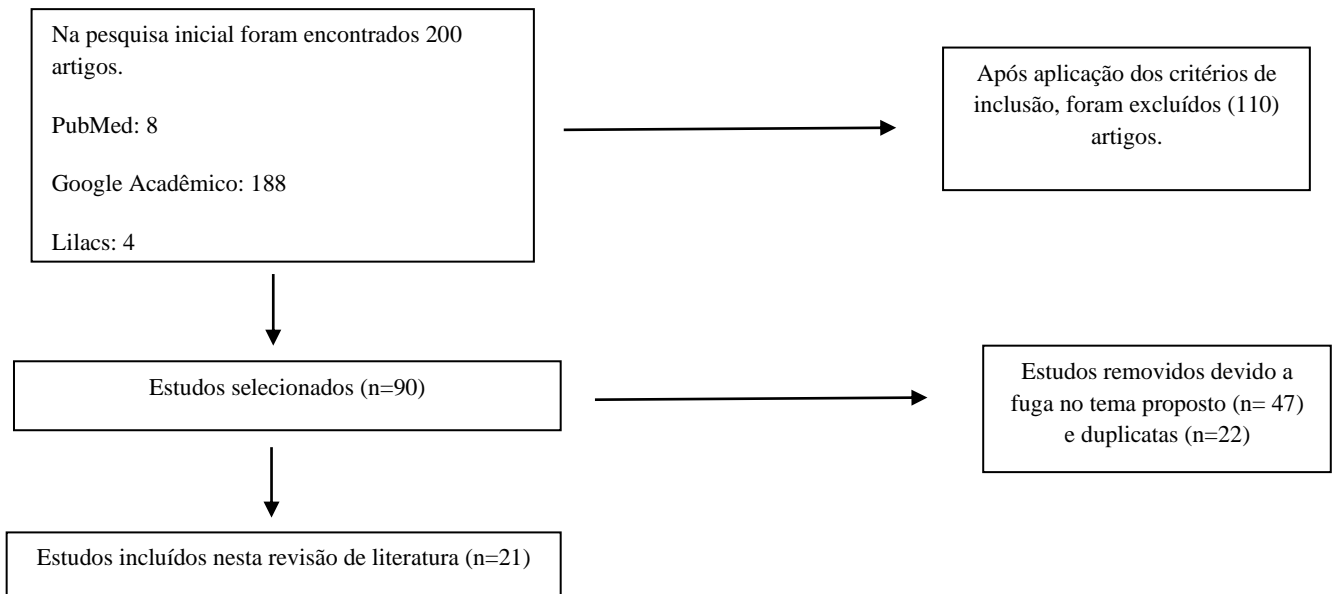 Na pesquisa inicial foram encontrados 200
artigos.
PubMed: 8
Google Acadêmico: 188
Lilacs: 4
Após aplicação dos critérios de
inclusão, foram excluídos (110)
artigos.
Estudos selecionados (n=90)
Estudos removidos devido a
fuga no tema proposto (n= 47)
e duplicatas (n=22)
Estudos incluídos nesta revisão de literatura (n=21)